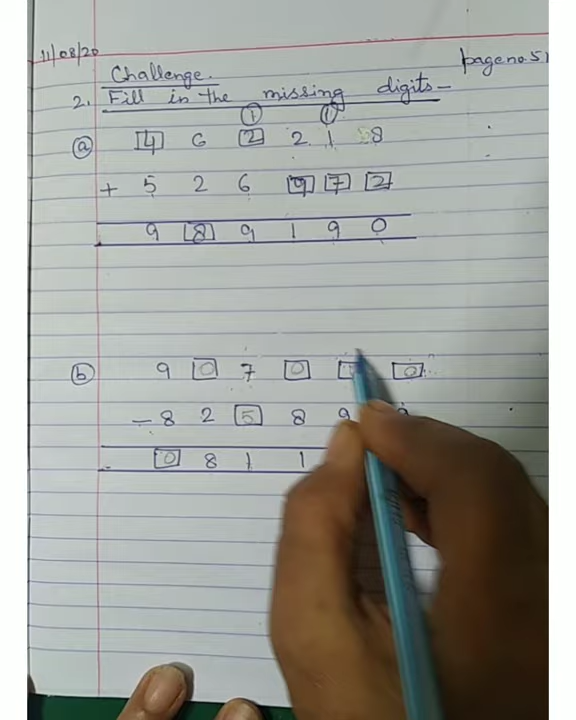 11/08/20
page no. 51
Challenge.
2. Fill in the missing digits-
1 1
(a) 4 6 2 2 1 8
+ 5 2 6 9 7 2
9 8 9 1 9 0
(b) 9 0 7 0 0
- 8 2 5 8 9
0 8 1 1